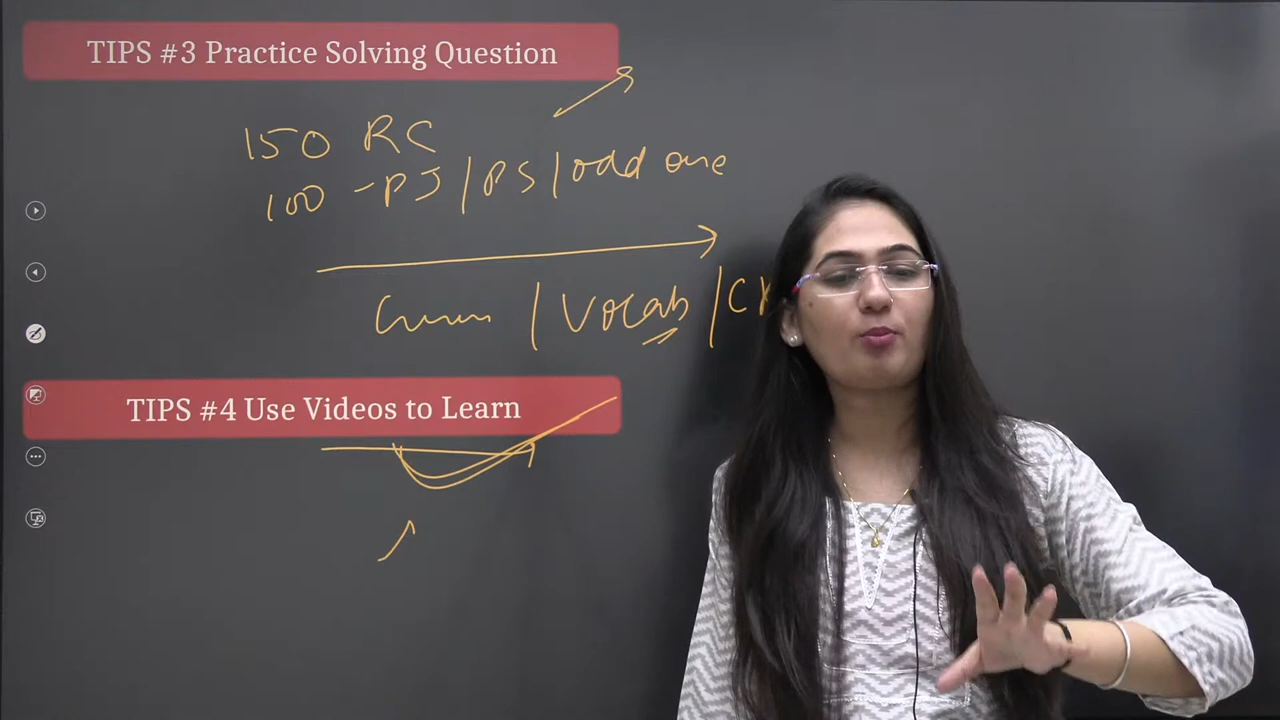 TIPS #3 Practice Solving Question
150 RC
100 - PJ / PS / odd one
/ Vocab /
TIPS #4 Use Videos to Learn